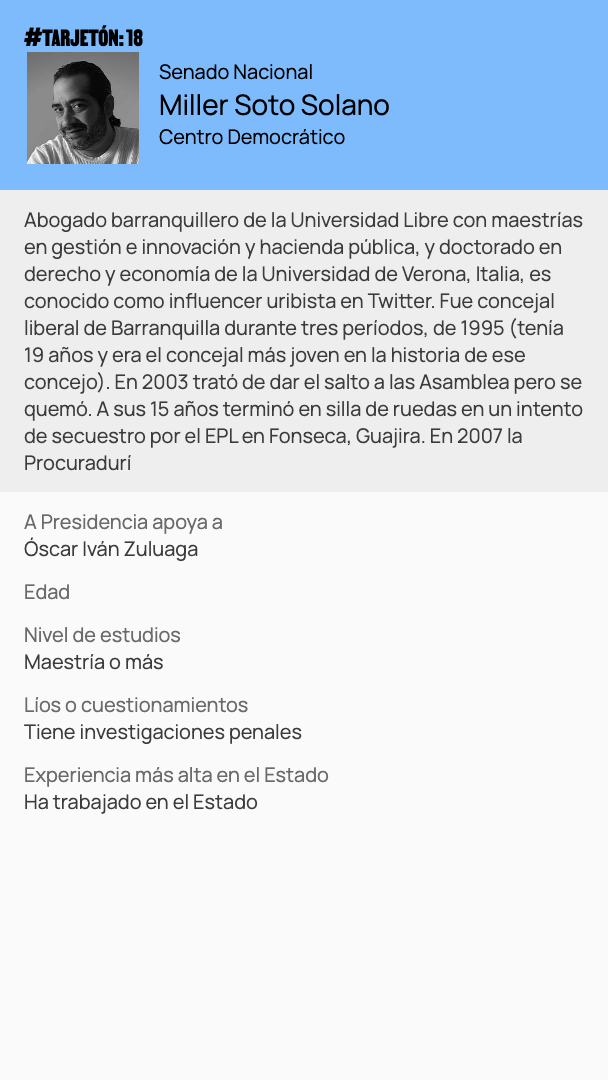 #TARJETÓN: 18
Senado Nacional
Miller Soto Solano
Centro Democrático
Abogado barranquillero de la Universidad Libre con maestrías
en gestión e innovación y hacienda pública, y doctorado en
derecho y economía de la Universidad de Verona, Italia, es
conocido como influencer uribista en Twitter. Fue concejal
liberal de Barranquilla durante tres períodos, de 1995 (tenía
19 años y era el concejal más joven en la historia de ese
concejo). En 2003 trató de dar el salto a las Asamblea pero se
quemó. A sus 15 años terminó en silla de ruedas en un intento
de secuestro por el EPL en Fonseca, Guajira. En 2007 la
Procuradurí
A Presidencia apoya a
Óscar Iván Zuluaga
Edad
Nivel de estudios
Maestría o más
Líos o cuestionamientos
Tiene investigaciones penales
Experiencia más alta en el Estado
Ha trabajado en el Estado